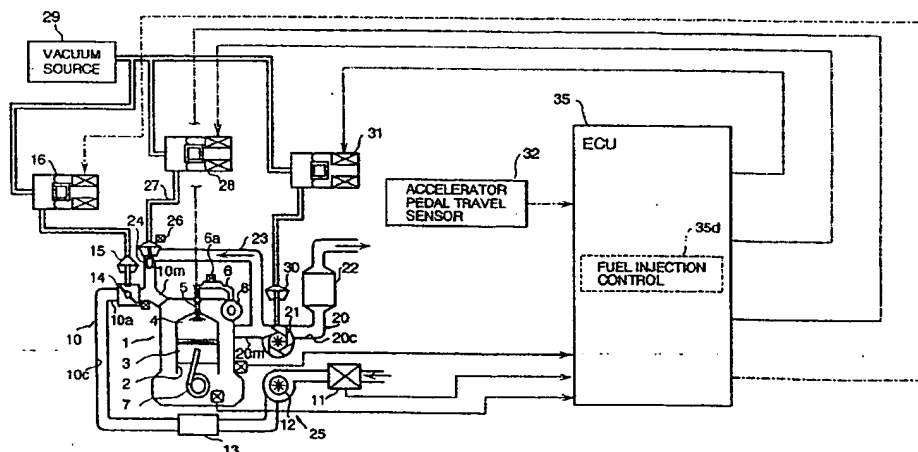 29
VACUUM
SOURCE
35
ECU
31
32
ACCELERATOR
PEDAL TRAVEL
SENSOR
35d
FUEL INJECTION
CONTROL
16
28
27
26
24
23
6a
6
15
10m
30
22
14
5
8
21
20
10
10a
4
1
20c
3
20m
10c
2
7
11
12
25
13